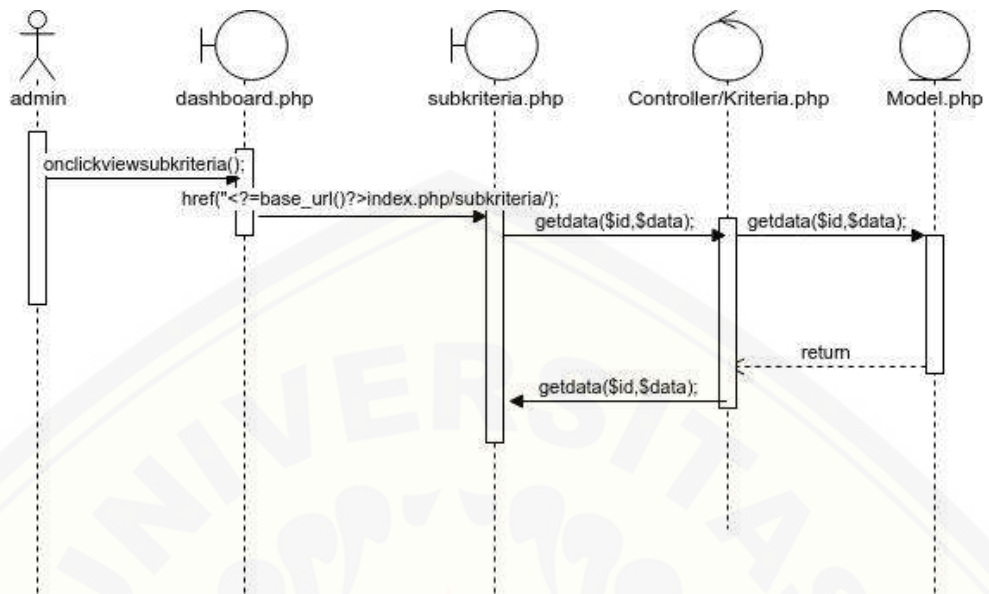 admin
dashboard.php
subkriteria.php
Controller/Kriteria.php
Model.php
onclickviewsubkriteria();
href("<?=base_url()?>index.php/subkriteria/);
getdata($id,$data);
getdata($id,$data);
return
getdata($id,$data);
UNIVERSITAS